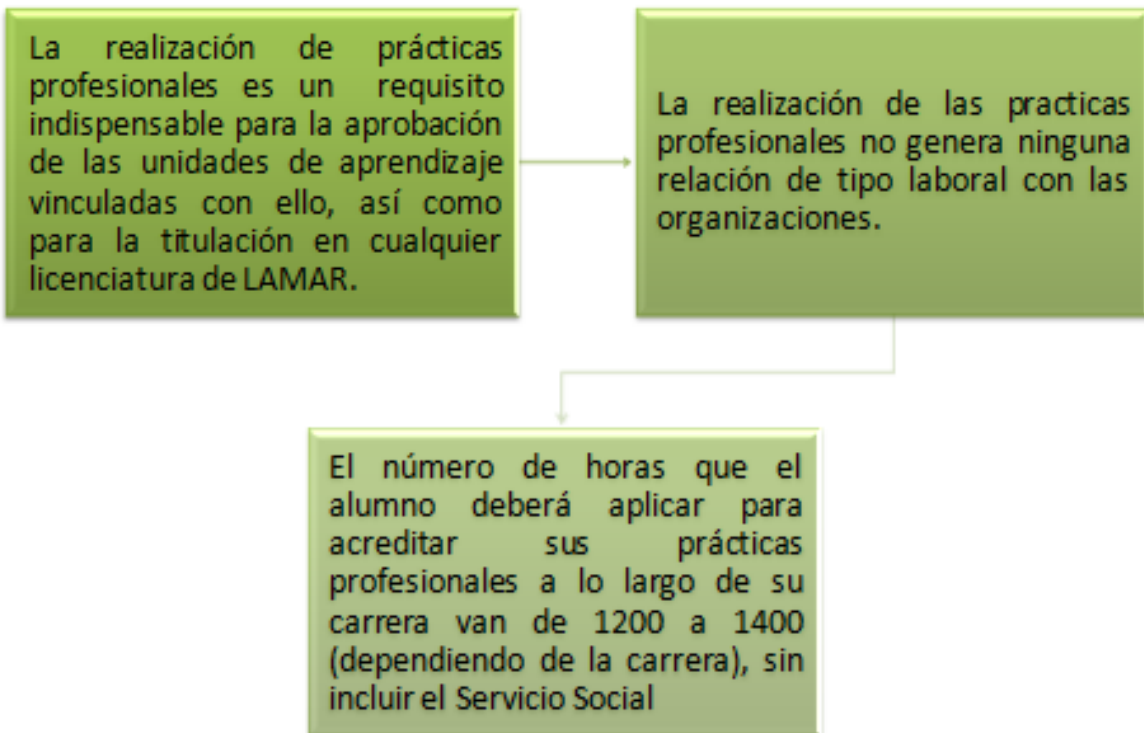 La realización de prácticas
profesionales es un requisito
indispensable para la aprobación
de las unidades de aprendizaje
vinculadas con ello, así como
para la titulación en cualquier
licenciatura de LAMAR.
La realización de las practicas
profesionales no genera ninguna
relación de tipo laboral con las
organizaciones.
El número de horas que el
alumno deberá aplicar para
acreditar sus prácticas
profesionales a lo largo de su
carrera van de 1200 a 1400
(dependiendo de la carrera), sin
incluir el Servicio Social